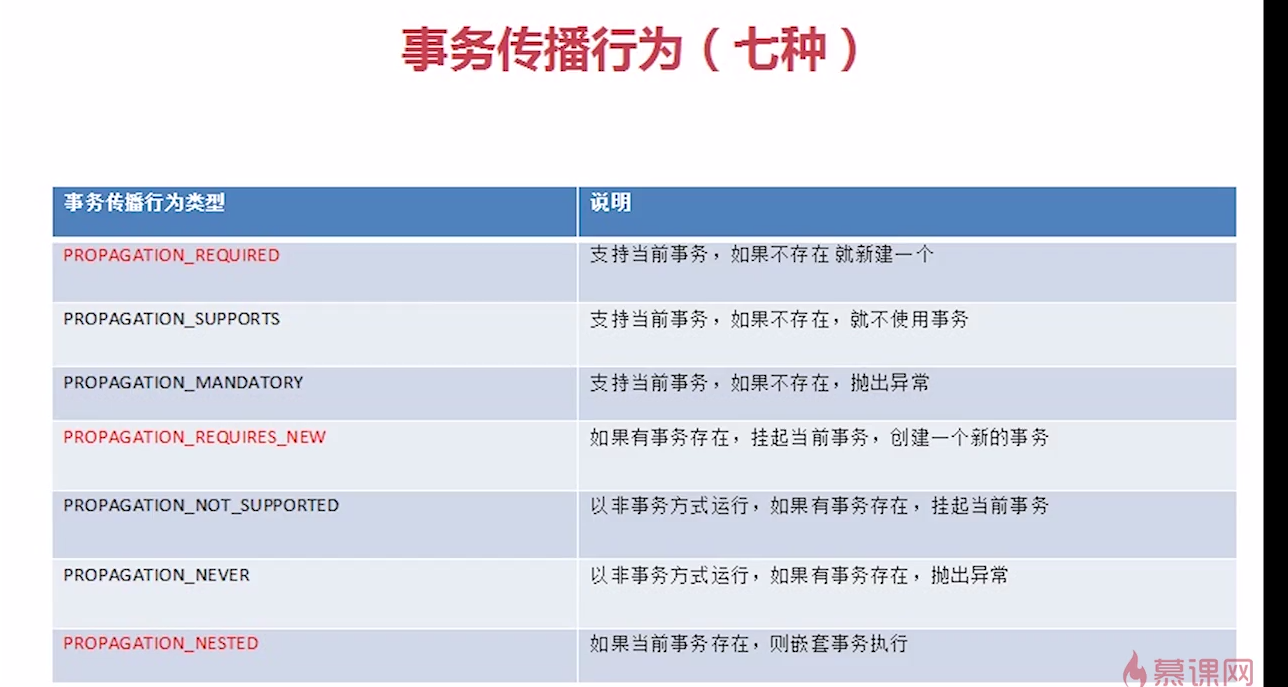 事务传播行为（七种）
事务传播行为类型 说明
PROPAGATION_REQUIRED 支持当前事务，如果不存在 就新建一个
PROPAGATION_SUPPORTS 支持当前事务，如果不存在，就不使用事务
PROPAGATION_MANDATORY 支持当前事务，如果不存在，抛出异常
PROPAGATION_REQUIRES_NEW 如果有事务存在，挂起当前事务，创建一个新的事务
PROPAGATION_NOT_SUPPORTED 以非事务方式运行，如果有事务存在，挂起当前事务
PROPAGATION_NEVER 以非事务方式运行，如果有事务存在，抛出异常
PROPAGATION_NESTED 如果当前事务存在，则嵌套事务执行
慕课网